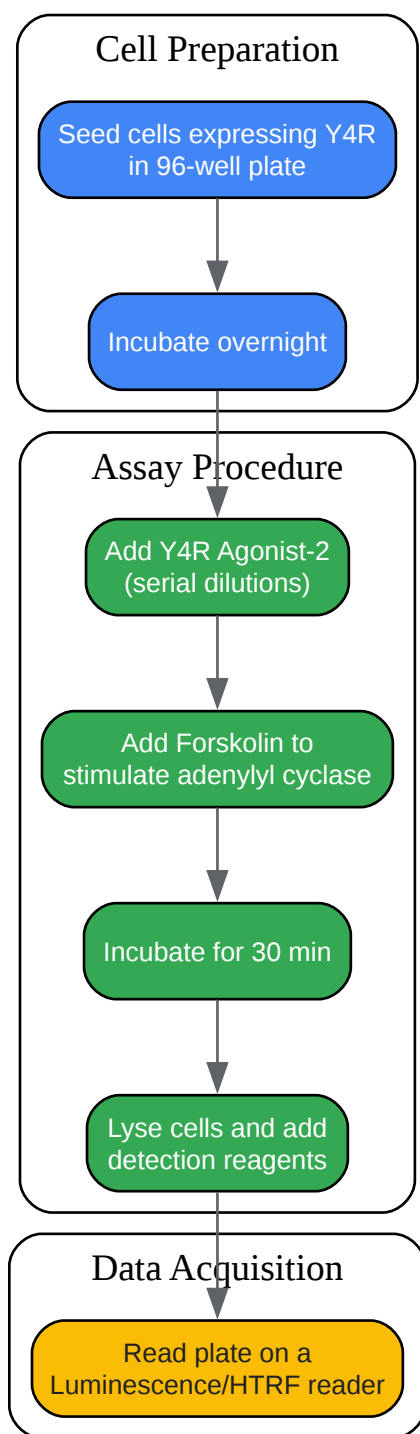 Cell Preparation
Seed cells expressing Y4R
in 96-well plate
Incubate overnight
Assay Procedure
Add Y4R Agonist-2
(serial dilutions)
Add Forskolin to
stimulate adenylyl cyclase
Incubate for 30 min
Lyse cells and add
detection reagents
Data Acquisition
Read plate on a
Luminescence/HTRF reader